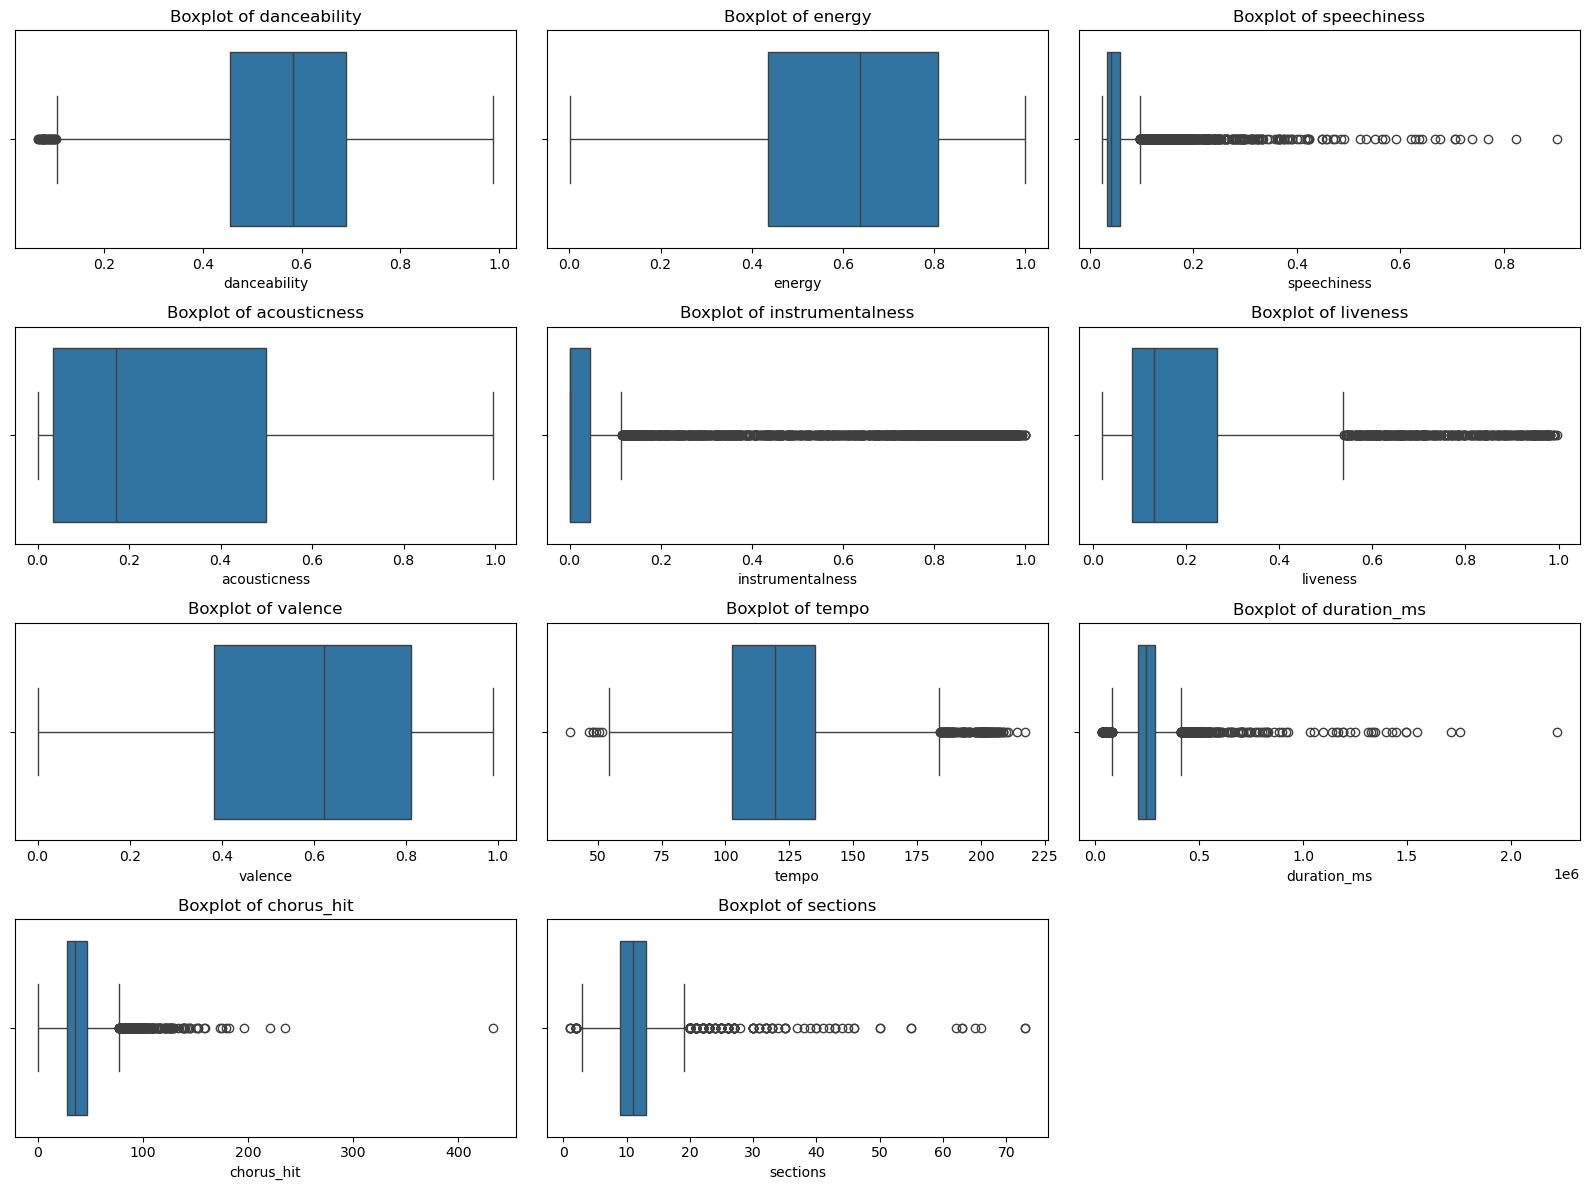 Boxplot of danceability
0.2 0.4 0.6 0.8 1.0
danceability
Boxplot of energy
0.0 0.2 0.4 0.6 0.8 1.0
energy
Boxplot of speechiness
0.0 0.2 0.4 0.6 0.8
speechiness
Boxplot of acousticness
0.0 0.2 0.4 0.6 0.8 1.0
acousticness
Boxplot of instrumentalness
0.0 0.2 0.4 0.6 0.8 1.0
instrumentalness
Boxplot of liveness
0.0 0.2 0.4 0.6 0.8 1.0
liveness
Boxplot of valence
0.0 0.2 0.4 0.6 0.8 1.0
valence
Boxplot of tempo
50 75 100 125 150 175 200 225
tempo
Boxplot of duration_ms
0.0 0.5 1.0 1.5 2.0
duration_ms
1e6
Boxplot of chorus_hit
0 100 200 300 400
chorus_hit
Boxplot of sections
0 10 20 30 40 50 60 70
sections